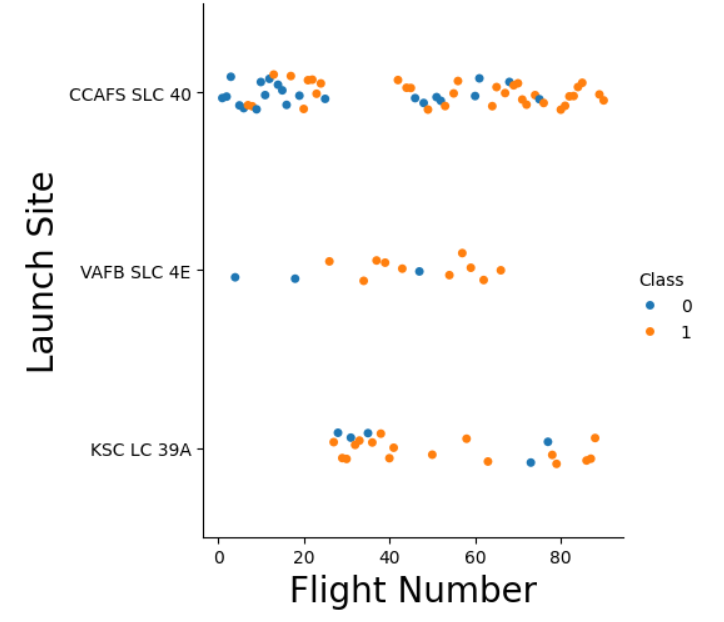 CCAFS SLC 40
VAFB SLC 4E
KSC LC 39A
Launch Site
0 20 40 60 80
Flight Number
Class
0
1